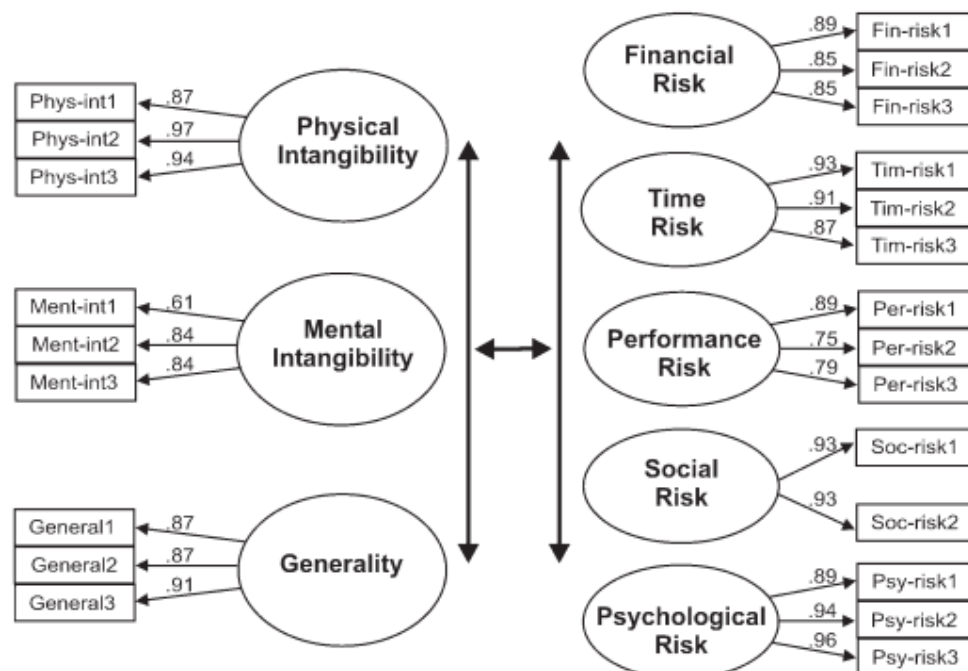 Phys-int1
.87
Phys-int2
.97
Phys-int3
.94
Physical
Intangibility
Ment-int1
.61
Ment-int2
.84
Ment-int3
.84
Mental
Intangibility
General1
.87
General2
.87
General3
.91
Generality
Financial
Risk
.89
Fin-risk1
.85
Fin-risk2
.85
Fin-risk3
Time
Risk
.93
Tim-risk1
.91
Tim-risk2
.87
Tim-risk3
Performance
Risk
.89
Per-risk1
.75
Per-risk2
.79
Per-risk3
Social
Risk
.93
Soc-risk1
.93
Soc-risk2
Psychological
Risk
.89
Psy-risk1
.94
Psy-risk2
.96
Psy-risk3